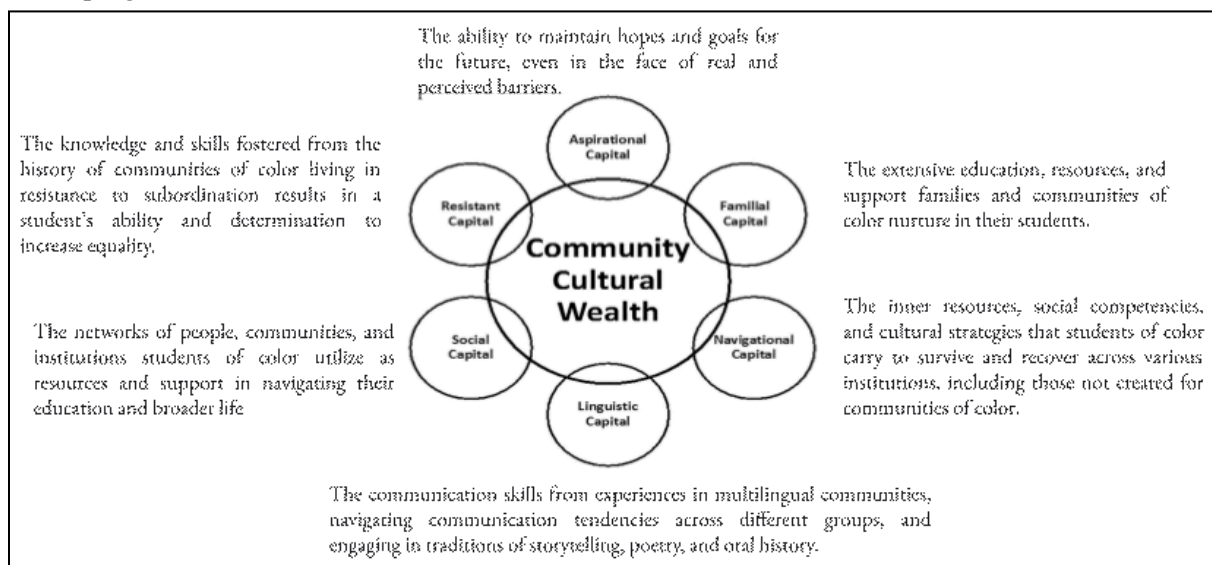 The ability to maintain hopes and goals for
the future, even in the face of real and
perceived barriers.
Aspirational
Capital
The knowledge and skills fostered from the
history of communities of color living in
resistance to subordination results in a
student's ability and determination to
increase equality.
Resistant
Capital
Familial
Capital
The extensive education, resources, and
support families and communities of
color nurture in their students.
Community
Cultural
Wealth
The networks of people, communities, and
institutions students of color utilize as
resources and support in navigating their
education and broader life
Social
Capital
Navigational
Capital
The inner resources, social competencies,
and cultural strategies that students of color
carry to survive and recover across various
institutions, including those not created for
communities of color.
Linguistic
Capital
The communication skills from experiences in multilingual communities,
navigating communication tendencies across different groups, and
engaging in traditions of storytelling, poetry, and oral history.